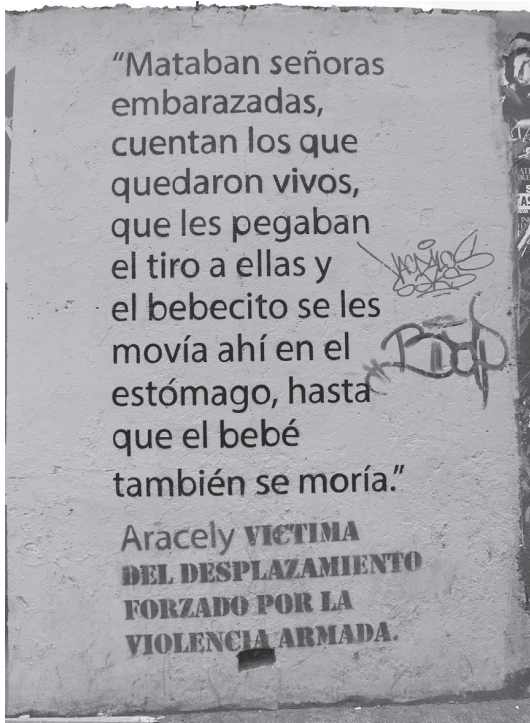 “Mataban señoras
embarazadas,
cuentan los que
quedaron vivos,
que les pegaban
el tiro a ellas y
el bebecito se les
movía ahí en el
estómago, hasta
que el bebé
también se moría.”
Aracely VICTIMA
DEL DESPLAZAMIENTO
FORZADO POR LA
VIOLENCIA ARMADA.